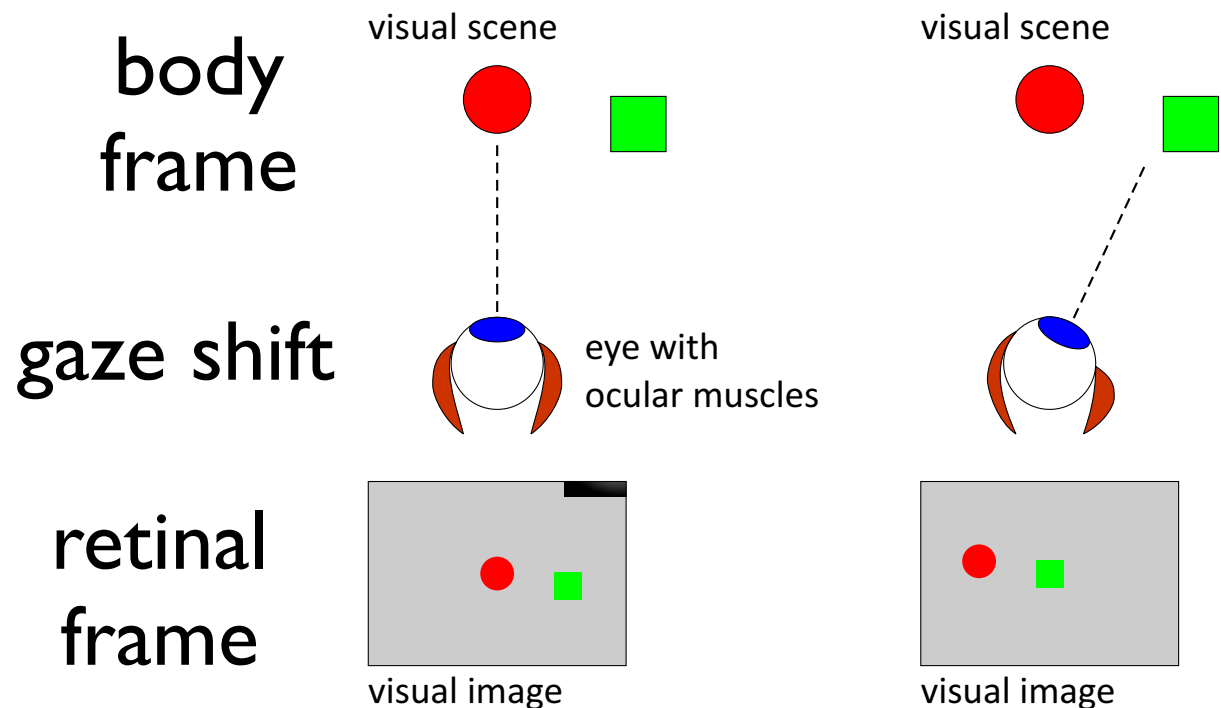 body
frame
visual scene
visual scene
gaze shift
eye with
ocular muscles
retinal
frame
visual image
visual image